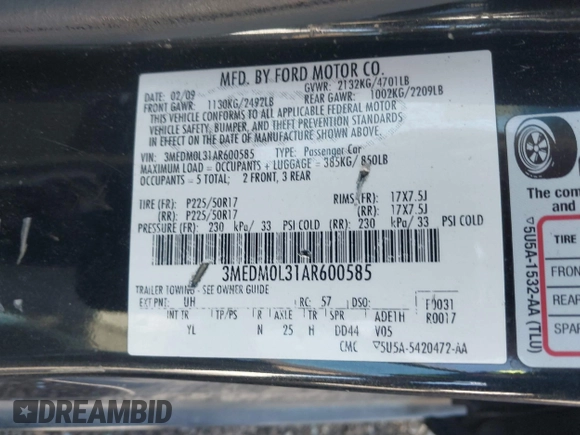 MFD. BY FORD MOTOR CO.
DATE: 02/09 GVWR: 2132KG/4701LB
FRONT GAWR: 1130KG/2492LB REAR GAWR: 1002KG/2209LB
THIS VEHICLE CONFORMS TO ALL APPLICABLE FEDERAL MOTOR
VEHICLE SAFETY, BUMPER, AND THEFT PREVENTION STANDARDS
IN EFFECT ON THE DATE OF MANUFACTURE SHOWN ABOVE.
VIN: 3MEDM0L31AR600585 TYPE: Passenger Car
MAXIMUM LOAD = OCCUPANTS + LUGGAGE = 385KG/ 850LB
OCCUPANTS = 5 TOTAL; 2 FRONT, 3 REAR
TIRE (FR): P225/50R17 RIMS (FR): 17X7.5J
(RR): P225/50R17 (RR): 17X7.5J
PRESSURE (FR): 230 kPa/ 33 PSI COLD (RR): 230 kPa/ 33 PSI COLD
3MEDM0L31AR600585
TRAILER TOWING - SEE OWNER GUIDE
EXT PNT: UH RC: 57 DSO: F0031
INT TR TP/PS R TR SPR ADE1H R0017
YL N 25 H DD44 V05
CMC ▽5U5A-5420472-AA
The com
a
TIRE
FRON
REAR
SPAR
▽5U5A-1532-AA (TLU)
DREAMBID